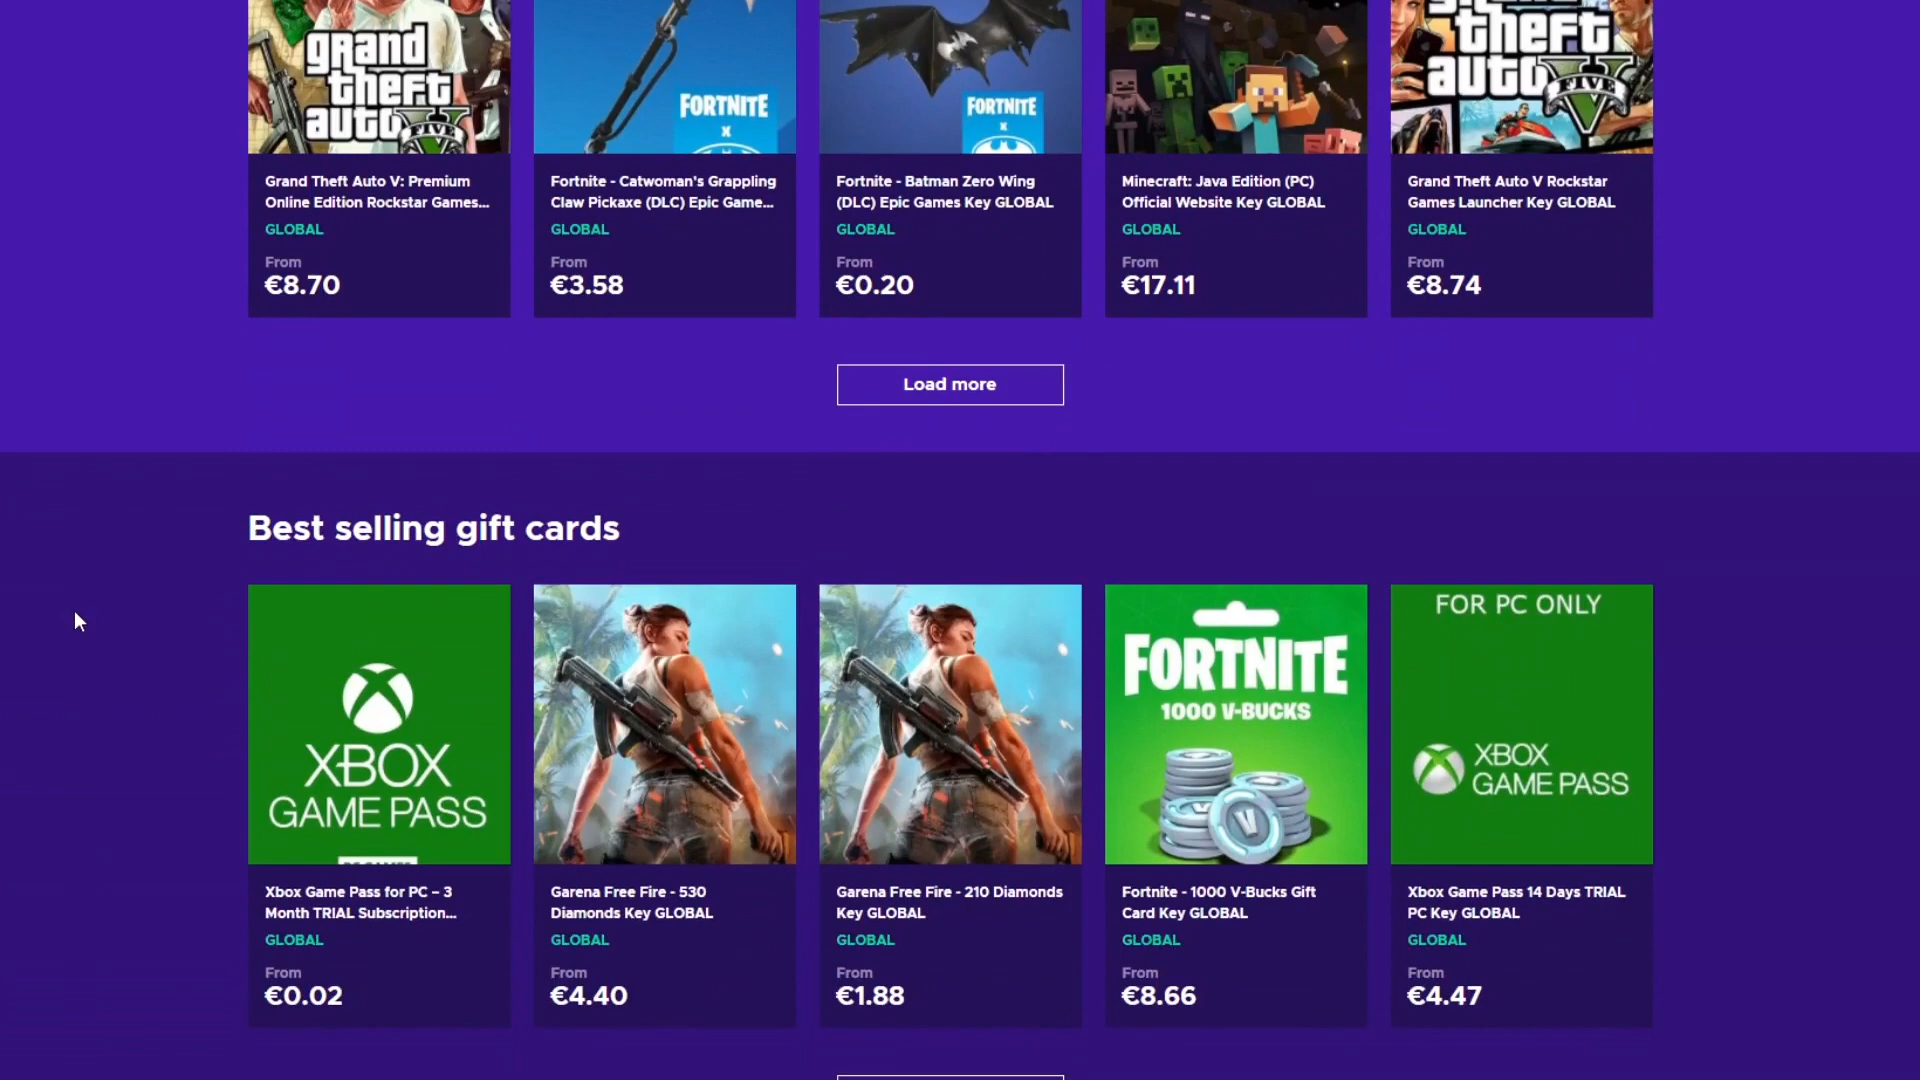 grand
theft
auto
FIVE
FORTNITE
X
FORTNITE
X
theft
auto
FIVE
Grand Theft Auto V: Premium
Online Edition Rockstar Games...
GLOBAL
From
€8.70
Fortnite - Catwoman's Grappling
Claw Pickaxe (DLC) Epic Game...
GLOBAL
From
€3.58
Fortnite - Batman Zero Wing
(DLC) Epic Games Key GLOBAL
GLOBAL
From
€0.20
Minecraft: Java Edition (PC)
Official Website Key GLOBAL
GLOBAL
From
€17.11
Grand Theft Auto V Rockstar
Games Launcher Key GLOBAL
GLOBAL
From
€8.74
Load more
Best selling gift cards
XBOX
GAME PASS
FORTNITE
1000 V-BUCKS
FOR PC ONLY
XBOX
GAME PASS
Xbox Game Pass for PC – 3
Month TRIAL Subscription...
GLOBAL
From
€0.02
Garena Free Fire - 530
Diamonds Key GLOBAL
GLOBAL
From
€4.40
Garena Free Fire - 210 Diamonds
Key GLOBAL
GLOBAL
From
€1.88
Fortnite - 1000 V-Bucks Gift
Card Key GLOBAL
GLOBAL
From
€8.66
Xbox Game Pass 14 Days TRIAL
PC Key GLOBAL
GLOBAL
From
€4.47